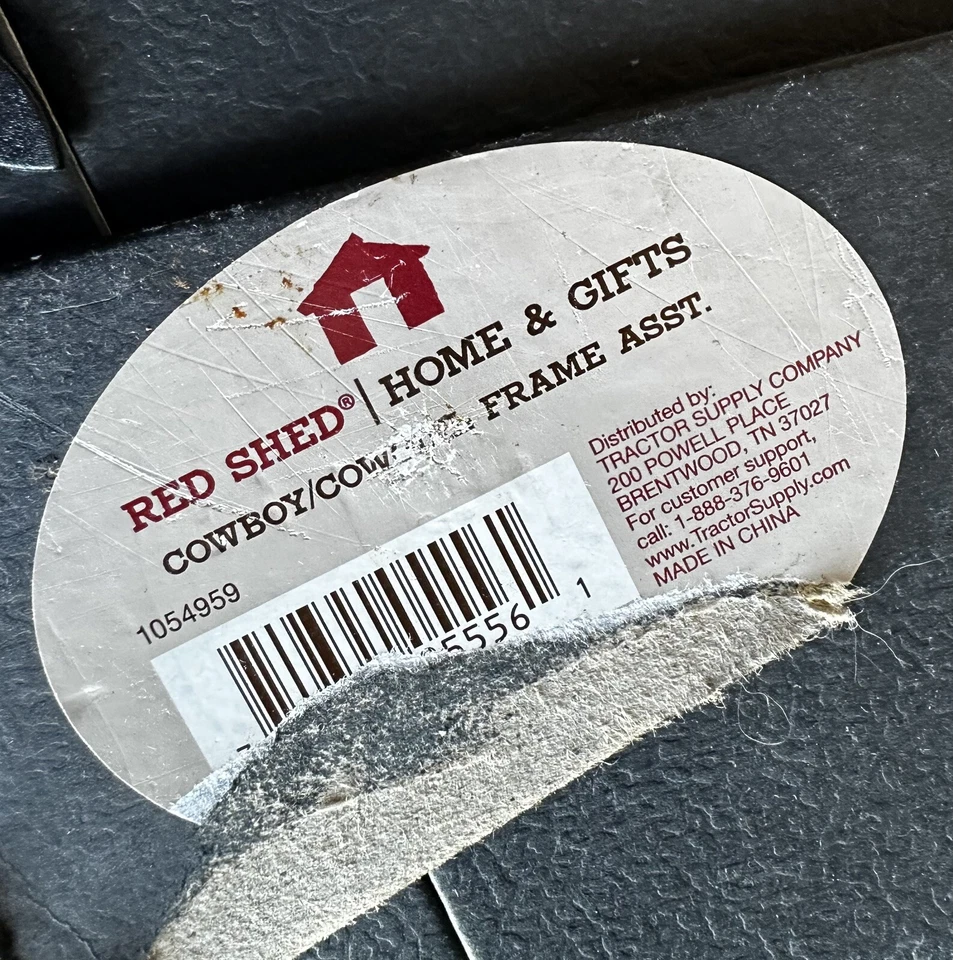 RED SHED® | HOME & GIFTS
COWBOY/ FRAME ASST.
1054959
5556 1
Distributed by:
TRACTOR SUPPLY COMPANY
200 POWELL PLACE
BRENTWOOD, TN 37027
For customer support,
call: 1-888-376-9601
www.TractorSupply.com
MADE IN CHINA